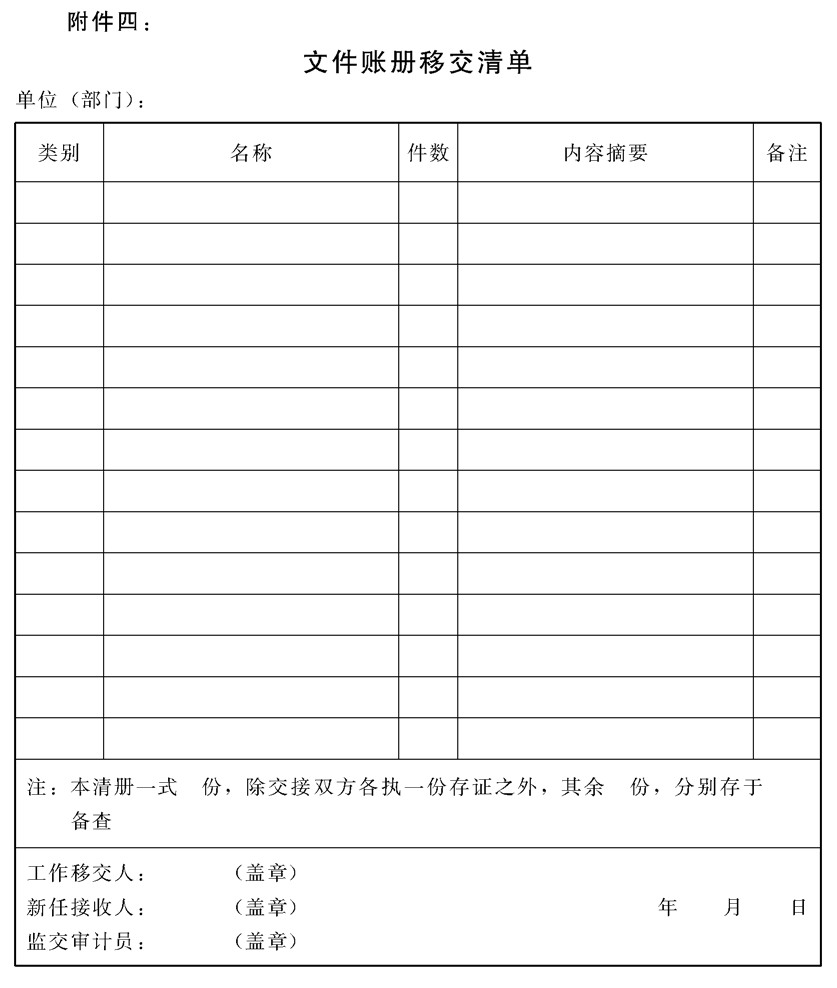 附件四：
文件账册移交清单
单位（部门）：
类别 名称 件数 内容摘要 备注
注：本清册一式　份，除交接双方各执一份存证之外，其余　份，分别存于
备查
工作移交人：　（盖章）
新任接收人：　（盖章）　年　月　日
监交审计员：　（盖章）